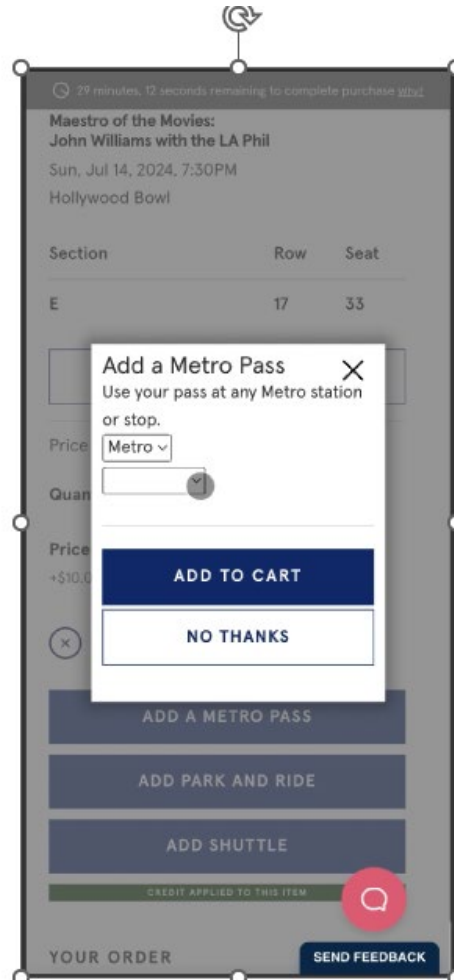 29 minutes, 12 seconds remaining to complete purchase Why?
Maestro of the Movies:
John Williams with the LA Phil
Sun, Jul 14, 2024, 7:30PM
Hollywood Bowl
Section Row Seat
E 17 33
Add a Metro Pass
Use your pass at any Metro station
or stop.
Metro
Price
Quan
Price
+$10.0
ADD TO CART
NO THANKS
ADD A METRO PASS
ADD PARK AND RIDE
ADD SHUTTLE
CREDIT APPLIED TO THIS ITEM
YOUR ORDER
SEND FEEDBACK